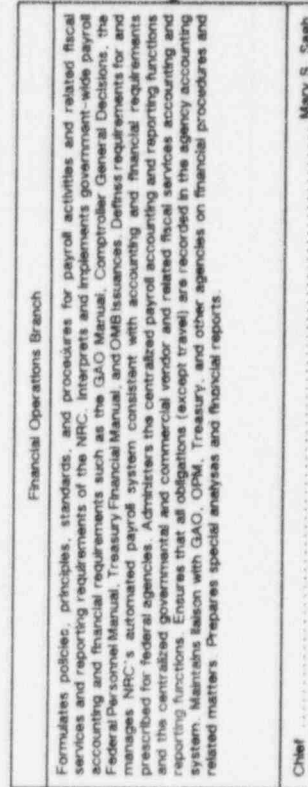 Financial Operations Branch
Formulates policies, principles, standards, and procedures for payroll activities and related fiscal
services and reporting requirements of the NRC. Interprets and implements government-wide payroll
accounting and financial requirements such as the GAO Manual, Comptroller General Decisions, the
Federal Personnel Manual, Treasury Financial Manual, and OMB Issuances. Defines requirements for and
manages NRC's automated payroll system consistent with accounting and financial requirements
prescribed for federal agencies. Administers the centralized payroll accounting and reporting functions
and the centralized governmental and commercial vendor and related fiscal services accounting and
reporting functions. Ensures that all obligations (except travel) are recorded in the agency accounting
system. Maintains liaison with GAO, OPM, Treasury, and other agencies on financial procedures and
related matters. Prepares special analyses and financial reports.
Chief ........................ Mary S.